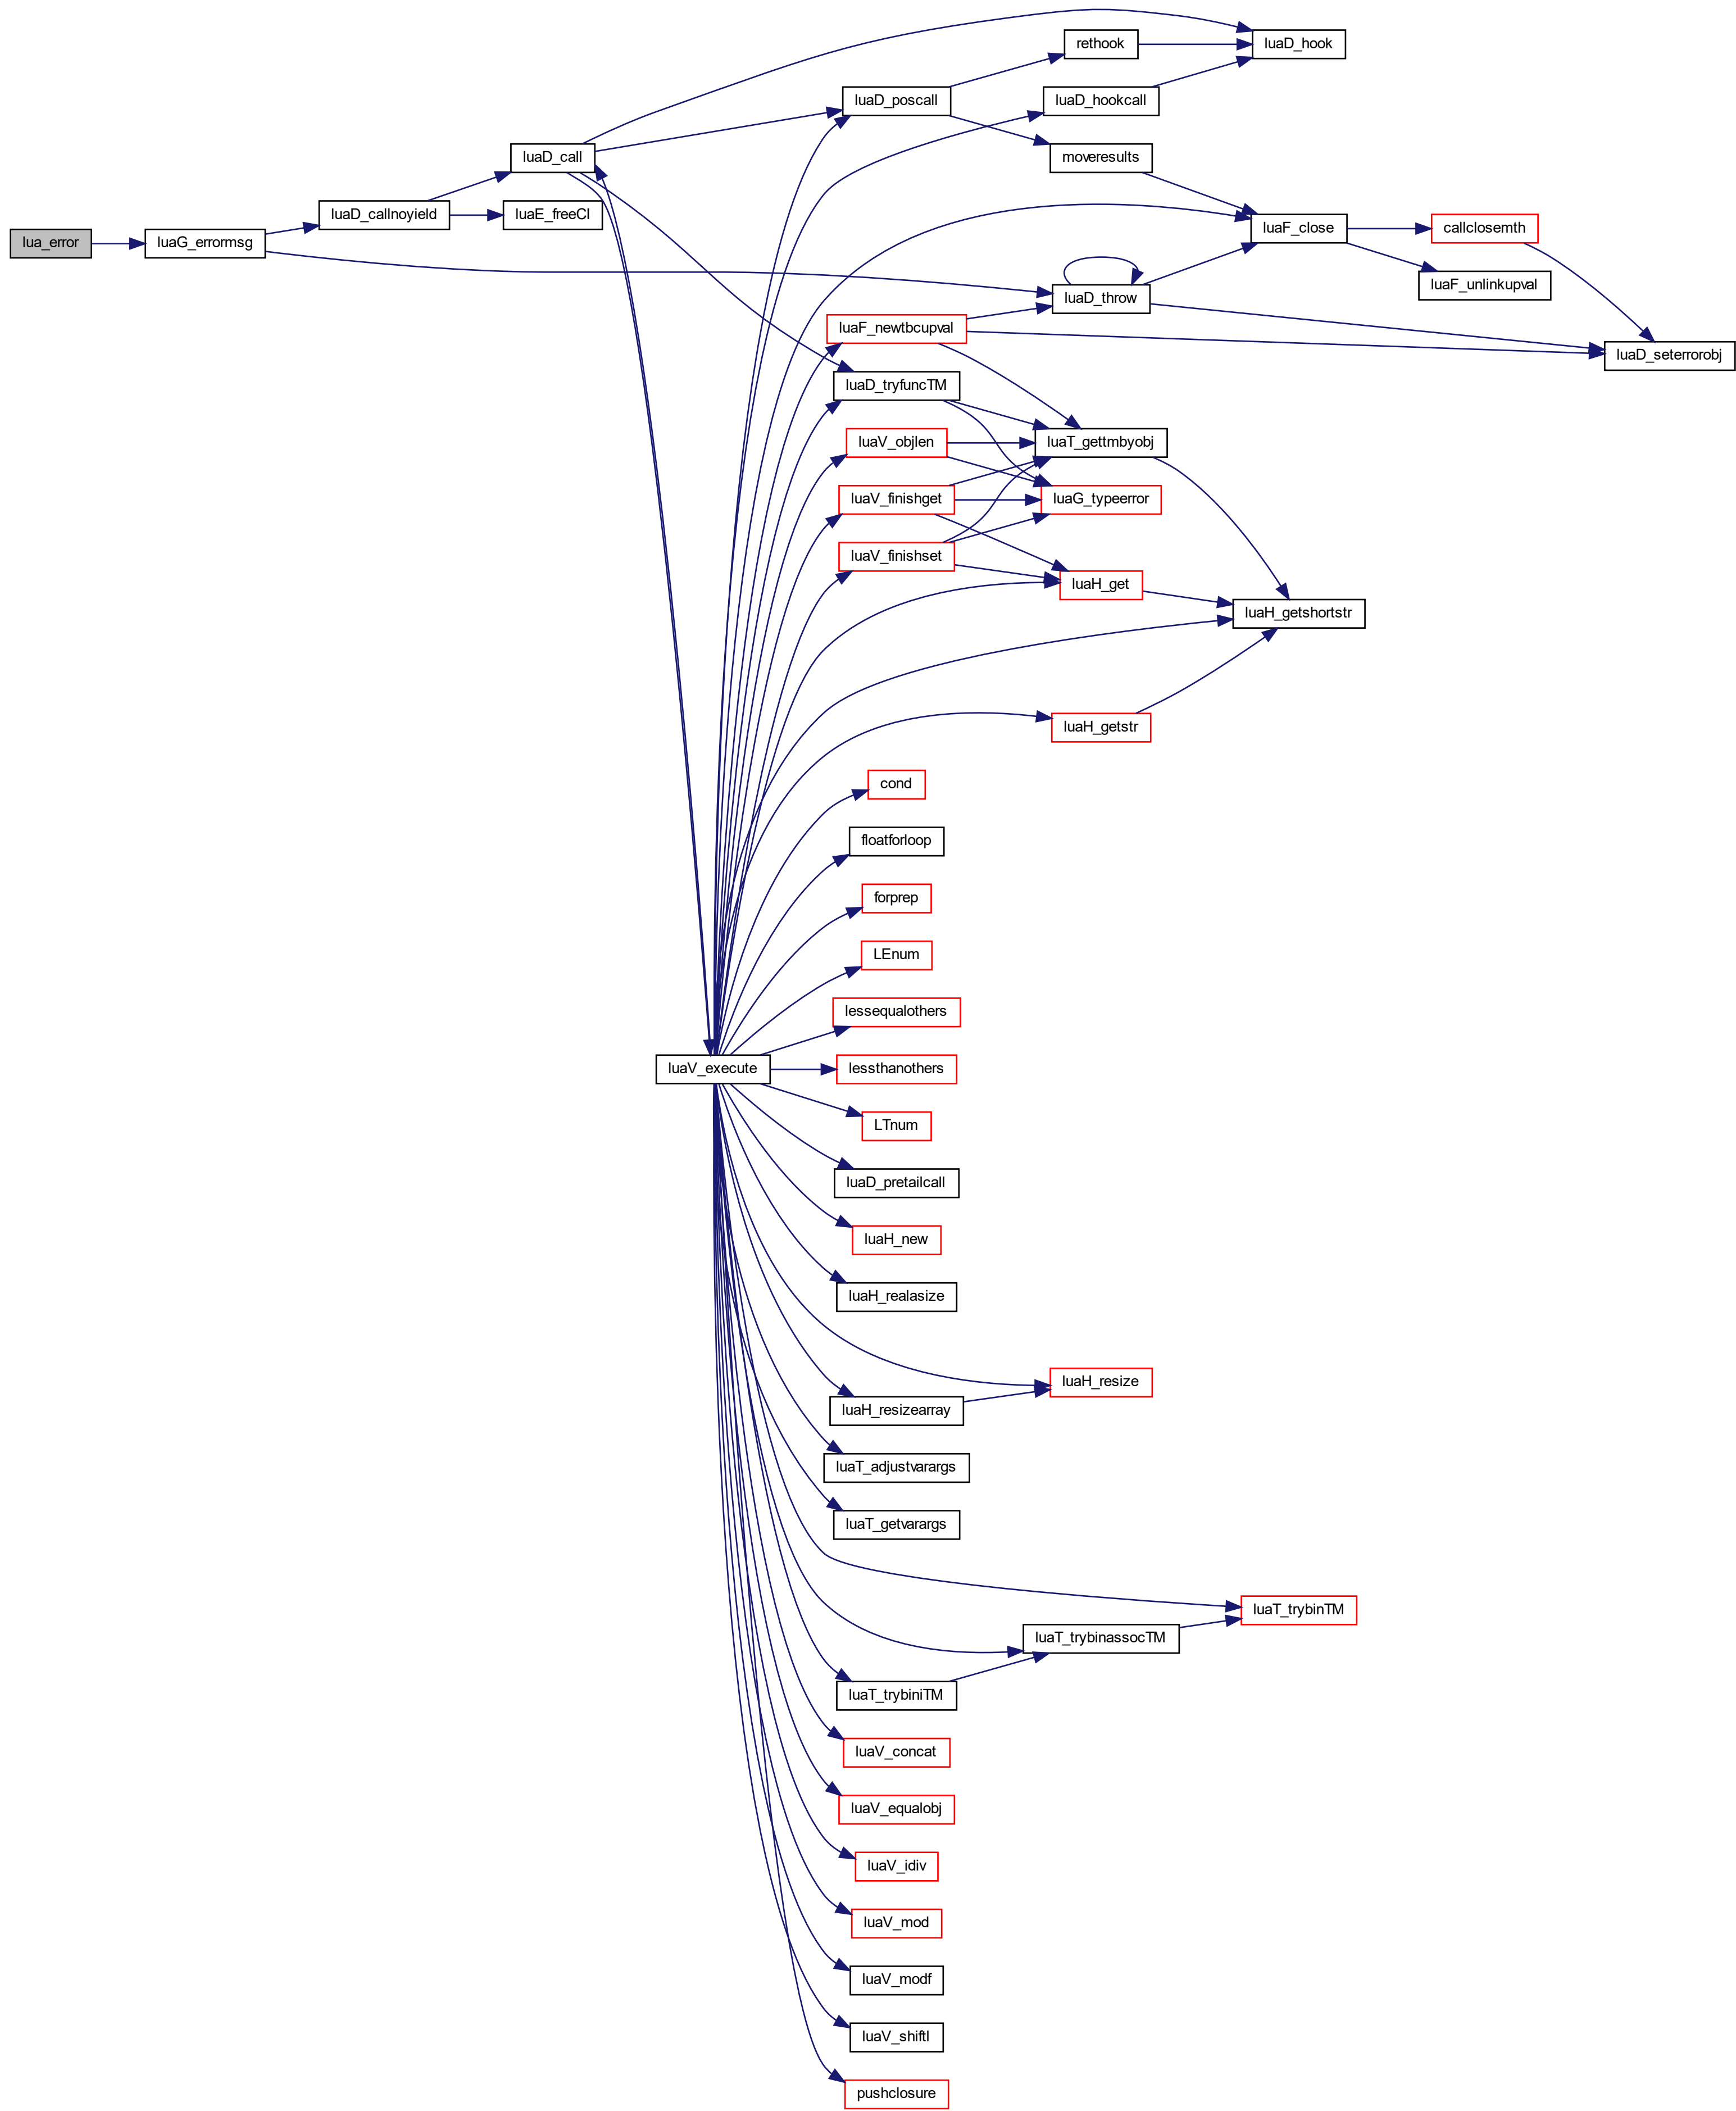 lua_error
luaG_errormsg
luaD_callnoyield
luaD_call
luaE_freeCI
luaD_poscall
rethook
luaD_hook
luaD_hookcall
moveresults
luaF_close
callclosemth
luaF_unlinkupval
luaD_throw
luaD_seterrorobj
luaF_newtbcupval
luaD_tryfuncTM
luaV_objlen
luaT_gettmbyobj
luaV_finishget
luaG_typeerror
luaV_finishset
luaH_get
luaH_getshortstr
luaH_getstr
cond
floatforloop
forprep
LEnum
lessequalothers
luaV_execute
lessthanothers
LTnum
luaD_pretailcall
luaH_new
luaH_realasize
luaH_resize
luaH_resizearray
luaT_adjustvarargs
luaT_getvarargs
luaT_trybinTM
luaT_trybinassocTM
luaT_trybiniTM
luaV_concat
luaV_equalobj
luaV_idiv
luaV_mod
luaV_modf
luaV_shiftl
pushclosure